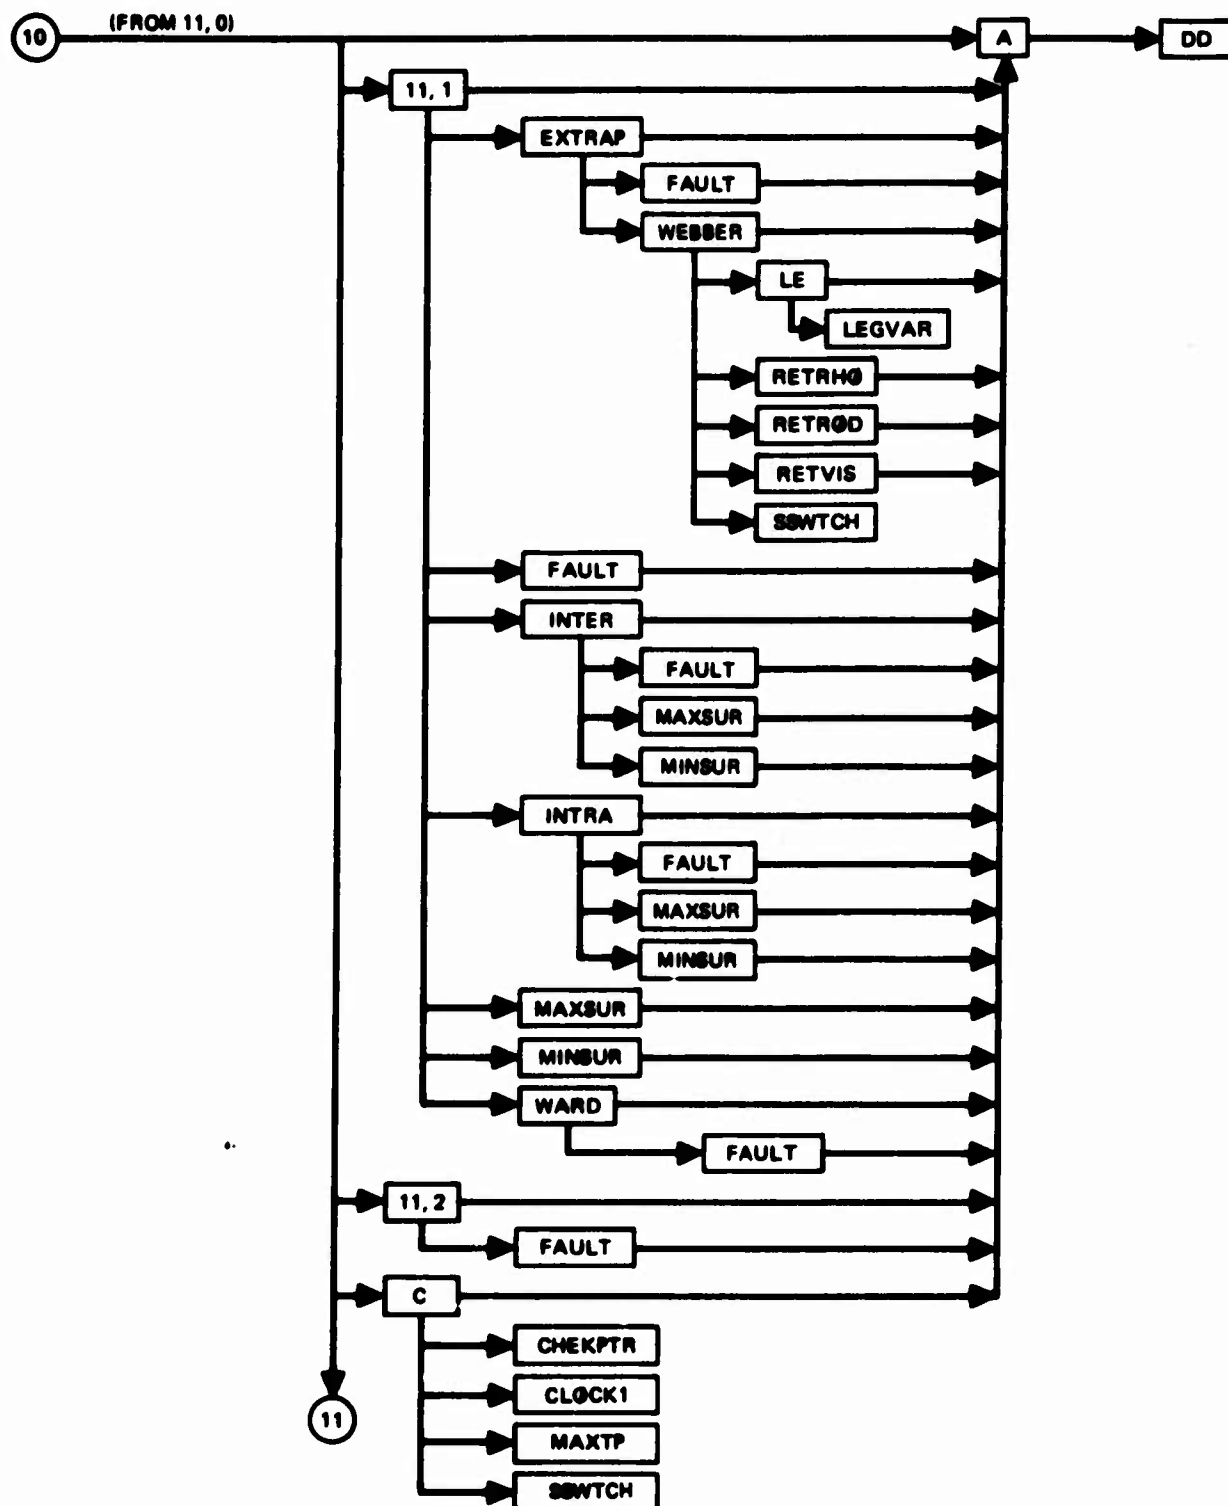 (FROM 11, 0)
10 A DD
11, 1
EXTRAP
FAULT
WEBBER
LE
LEGVAR
RETRHØ
RETRØD
RETVIS
SSWTCH
FAULT
INTER
FAULT
MAXSUR
MINSUR
INTRA
FAULT
MAXSUR
MINSUR
MAXSUR
MINSUR
WARD
FAULT
11, 2
FAULT
C
CHEKPTR
CLØCK1
11
MAXTP
SSWTCH